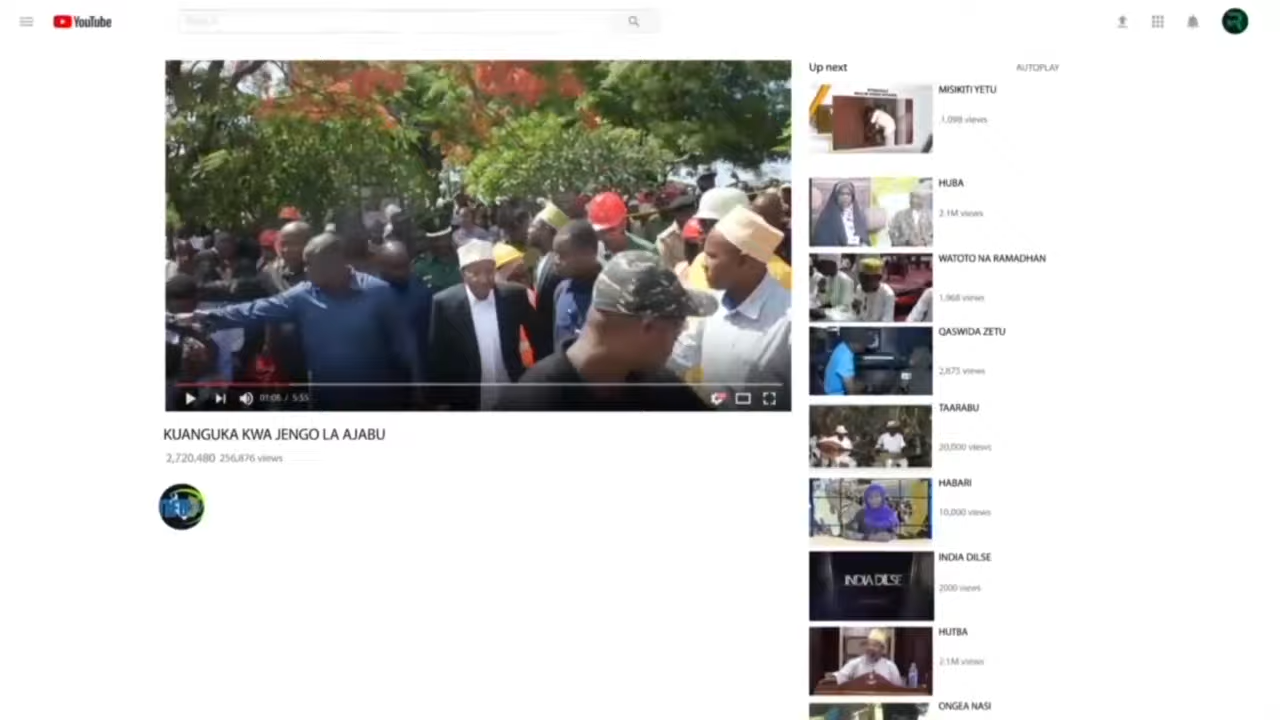 YouTube
Up next
AUTOPLAY
MISIKITI YETU
1,098 views
HUBA
2.1M views
WATOTO NA RAMADHAN
1,968 views
QASWIDA ZETU
2,875 views
TAARABU
20,000 views
HABARI
10,000 views
INDIA DILSE
INDIA DILSE
2000 views
HUTBA
2.1M views
ONGEA NASI
01:06 / 5:55
KUANGUKA KWA JENGO LA AJABU
2,720,480 256,876 views
NEWS